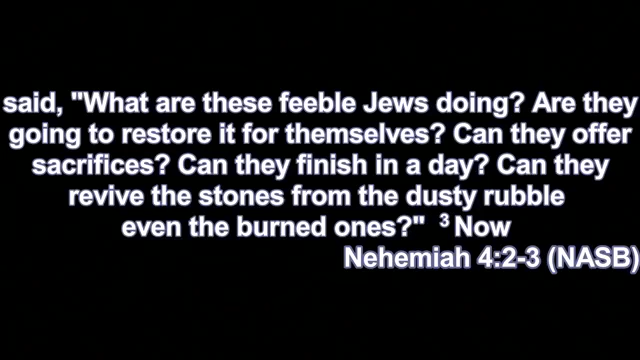 said, "What are these feeble Jews doing? Are they
going to restore it for themselves? Can they offer
sacrifices? Can they finish in a day? Can they
revive the stones from the dusty rubble
even the burned ones?" ³ Now
Nehemiah 4:2-3 (NASB)